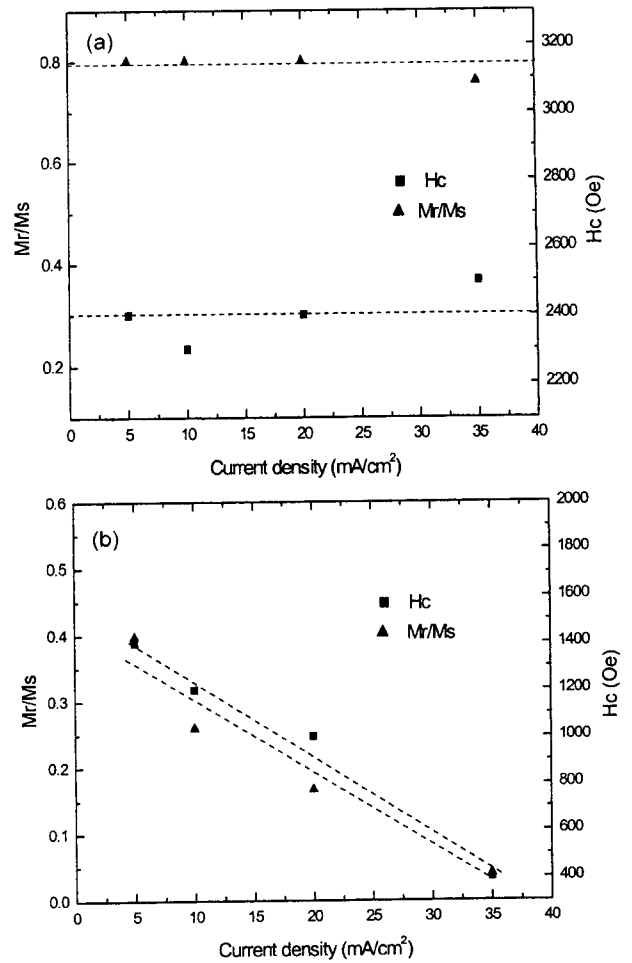 (a)
0.8
0.6
0.4
0.2
Mr/Ms
3200
3000
2800
2600
2400
2200
Hc (Oe)
Hc
Mr/Ms
0 5 10 15 20 25 30 35 40
Current density (mA/cm²)
(b)
0.6
0.5
0.4
0.3
0.2
0.1
0.0
Mr/Ms
2000
1800
1600
1400
1200
1000
800
600
400
Hc (Oe)
Hc
Mr/Ms
0 5 10 15 20 25 30 35 40
Current density (mA/cm²)